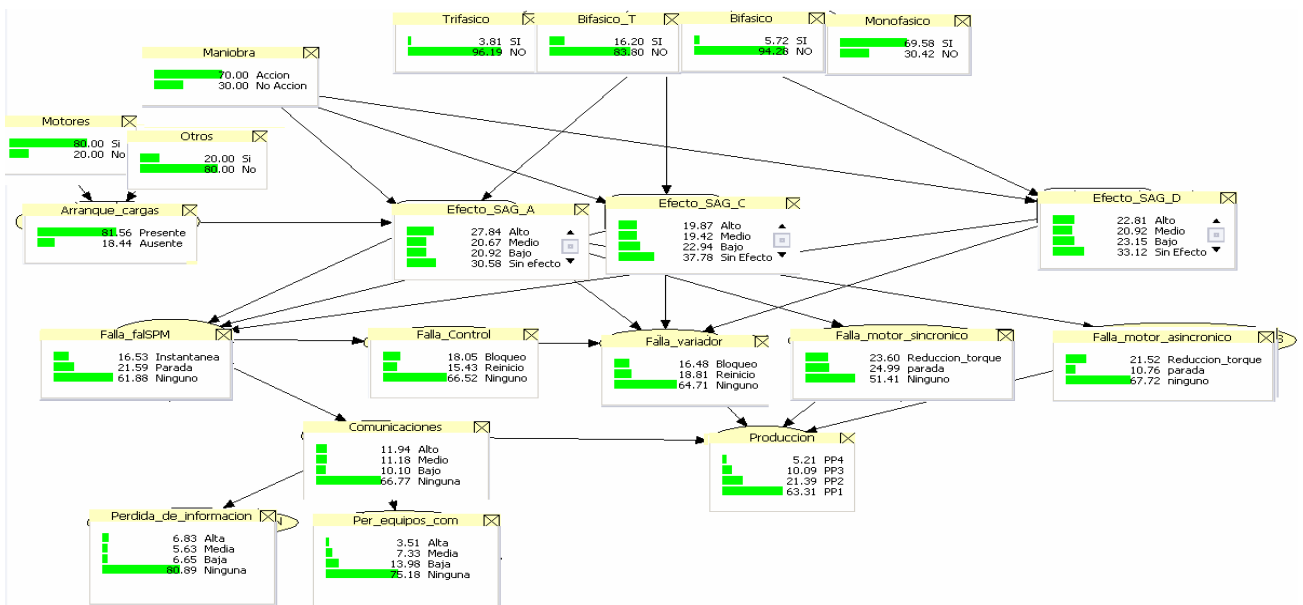 Trifasico
3.81 SI
96.19 NO
Bifasico_T
16.20 SI
83.80 NO
Bifasico
5.72 SI
94.28 NO
Monofasico
69.58 SI
30.42 NO
Maniobra
70.00 Accion
30.00 No Accion
Motores
80.00 Si
20.00 No
Otros
20.00 Si
80.00 No
Arranque_cargas
81.56 Presente
18.44 Ausente
Efecto_SAG_A
27.84 Alto
20.67 Medio
20.92 Bajo
30.58 Sin efecto
Efecto_SAG_C
19.87 Alto
19.42 Medio
22.94 Bajo
37.78 Sin Efecto
Efecto_SAG_D
22.81 Alto
20.92 Medio
23.15 Bajo
33.12 Sin Efecto
Falla_falSPM
16.53 Instantanea
21.59 Parada
61.88 Ninguno
Falla_Control
18.05 Bloqueo
15.43 Reinicio
66.52 Ninguno
Falla_variador
16.48 Bloqueo
18.81 Reinicio
64.71 Ninguno
Falla_motor_sincronico
23.60 Reduccion_torque
24.99 parada
51.41 Ninguno
Falla_motor_asincronico
21.52 Reduccion_torque
10.76 parada
67.72 ninguno
Comunicaciones
11.94 Alto
11.18 Medio
10.10 Bajo
66.77 Ninguna
Produccion
5.21 PP4
10.09 PP3
21.39 PP2
63.31 PP1
Perdida_de_informacion
6.83 Alta
5.63 Media
6.65 Baja
80.89 Ninguna
Per_equipos_com
3.51 Alta
7.33 Media
13.98 Baja
75.18 Ninguna